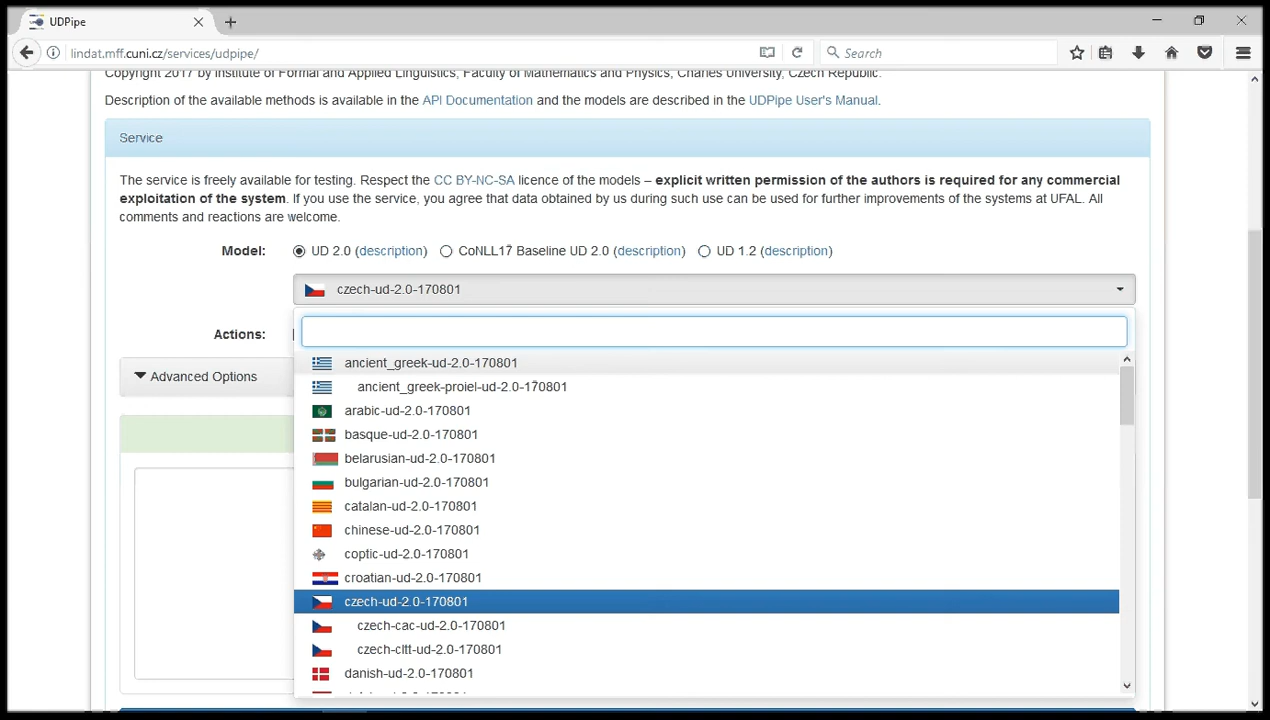 UDPipe
lindat.mff.cuni.cz/services/udpipe/
Search
Copyright 2017 by Institute of Formal and Applied Linguistics, Faculty of Mathematics and Physics, Charles University, Czech Republic.
Description of the available methods is available in the API Documentation and the models are described in the UDPipe User's Manual.
Service
The service is freely available for testing. Respect the CC BY-NC-SA licence of the models – explicit written permission of the authors is required for any commercial
exploitation of the system. If you use the service, you agree that data obtained by us during such use can be used for further improvements of the systems at UFAL. All
comments and reactions are welcome.
Model: UD 2.0 (description) CoNLL17 Baseline UD 2.0 (description) UD 1.2 (description)
czech-ud-2.0-170801
Actions:
ancient_greek-ud-2.0-170801
Advanced Options
ancient_greek-proiel-ud-2.0-170801
arabic-ud-2.0-170801
basque-ud-2.0-170801
belarusian-ud-2.0-170801
bulgarian-ud-2.0-170801
catalan-ud-2.0-170801
chinese-ud-2.0-170801
coptic-ud-2.0-170801
croatian-ud-2.0-170801
czech-ud-2.0-170801
czech-cac-ud-2.0-170801
czech-cltt-ud-2.0-170801
danish-ud-2.0-170801